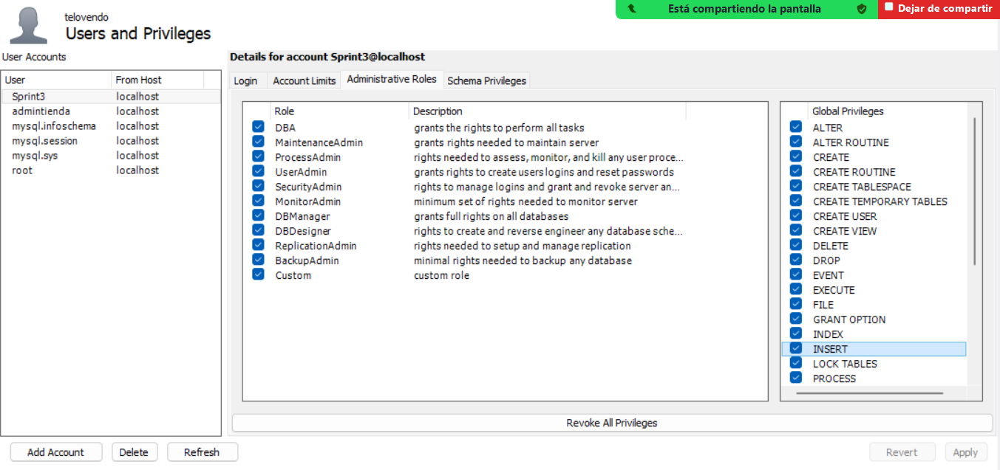 Está compartiendo la pantalla
Dejar de compartir
telovendo
Users and Privileges
User Accounts
User From Host
Sprint3 localhost
admintienda localhost
mysql.infoschema localhost
mysql.session localhost
mysql.sys localhost
root localhost
Details for account Sprint3@localhost
Login Account Limits Administrative Roles Schema Privileges
Role Description
DBA grants the rights to perform all tasks
MaintenanceAdmin grants rights needed to maintain server
ProcessAdmin rights needed to assess, monitor, and kill any user proce...
UserAdmin grants rights to create users logins and reset passwords
SecurityAdmin rights to manage logins and grant and revoke server an...
MonitorAdmin minimum set of rights needed to monitor server
DBManager grants full rights on all databases
DBDesigner rights to create and reverse engineer any database sche...
ReplicationAdmin rights needed to setup and manage replication
BackupAdmin minimal rights needed to backup any database
Custom custom role
Global Privileges
ALTER
ALTER ROUTINE
CREATE
CREATE ROUTINE
CREATE TABLESPACE
CREATE TEMPORARY TABLES
CREATE USER
CREATE VIEW
DELETE
DROP
EVENT
EXECUTE
FILE
GRANT OPTION
INDEX
INSERT
LOCK TABLES
PROCESS
Revoke All Privileges
Add Account Delete Refresh Revert Apply